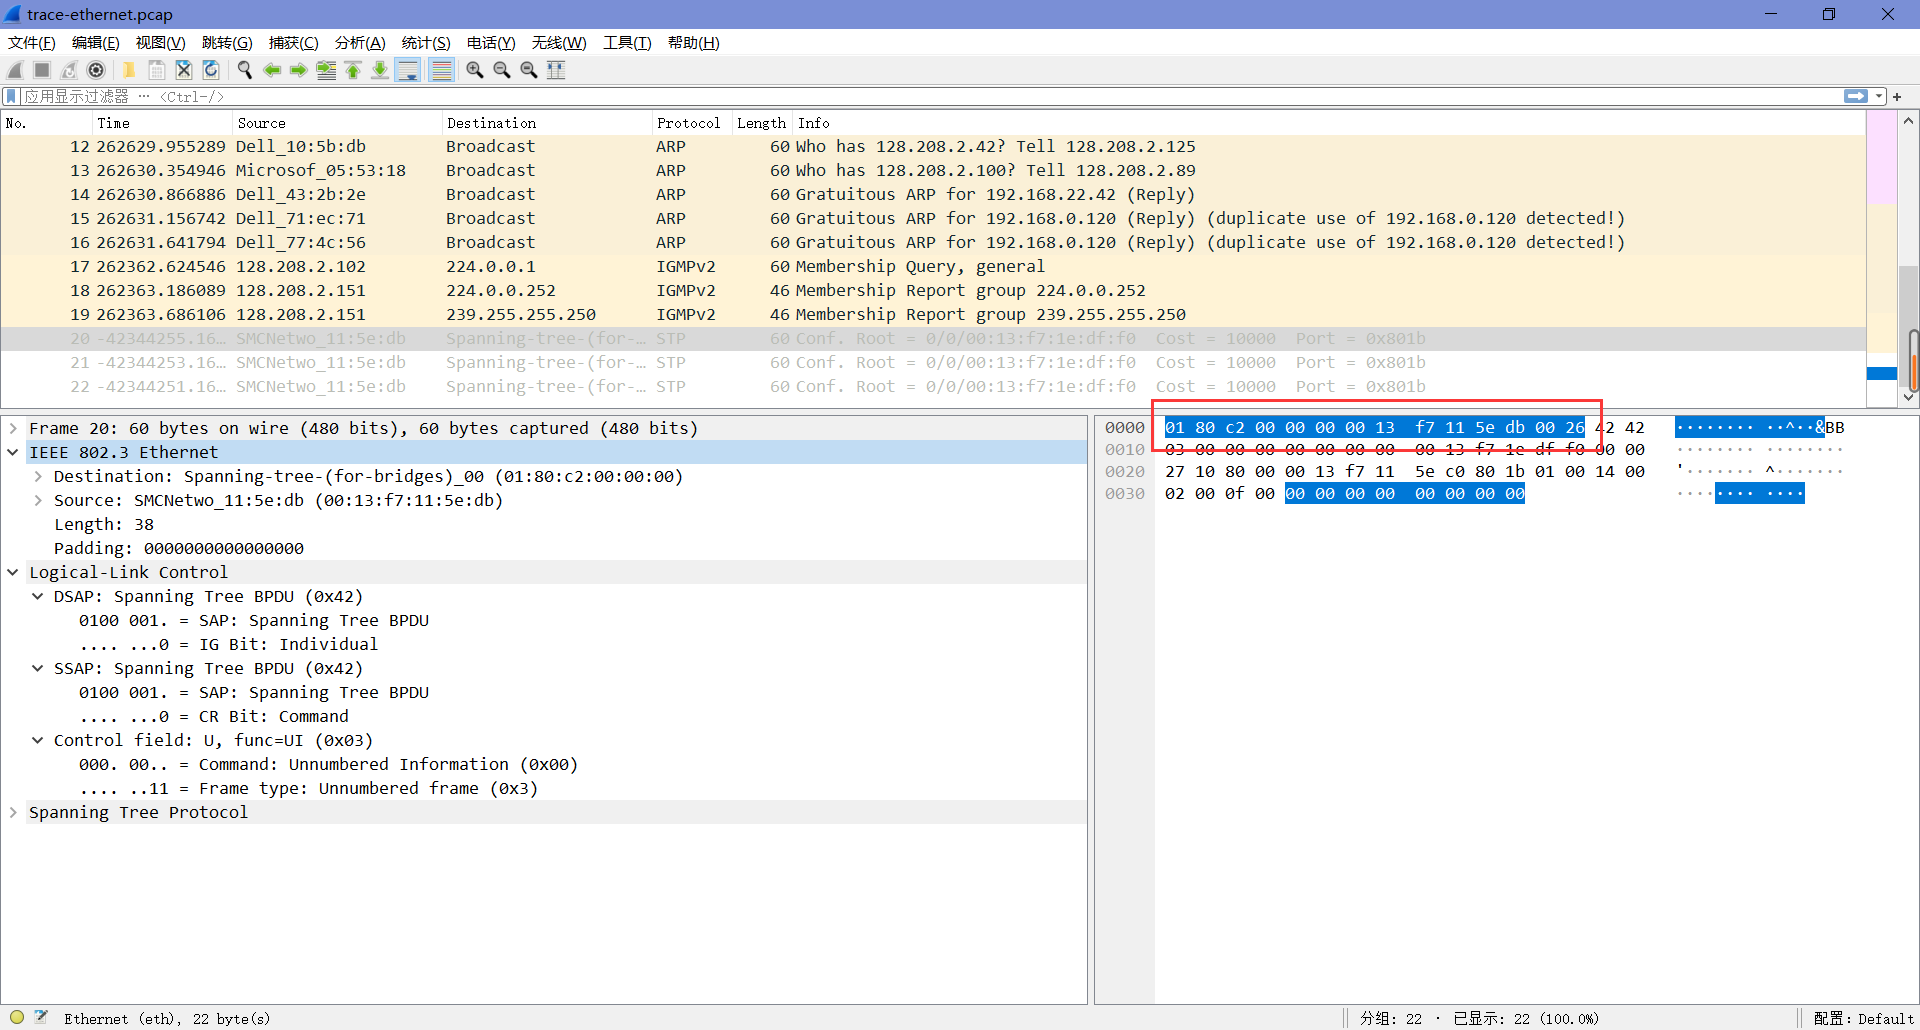 trace-ethernet.pcap
文件(F) 编辑(E) 视图(V) 跳转(G) 捕获(C) 分析(A) 统计(S) 电话(Y) 无线(W) 工具(T) 帮助(H)
应用显示过滤器 … <Ctrl-/>
No. Time Source Destination Protocol Length Info
12 262629.955289 Dell_10:5b:db Broadcast ARP 60 Who has 128.208.2.42? Tell 128.208.2.125
13 262630.354946 Microsof_05:53:18 Broadcast ARP 60 Who has 128.208.2.100? Tell 128.208.2.89
14 262630.866886 Dell_43:2b:2e Broadcast ARP 60 Gratuitous ARP for 192.168.22.42 (Reply)
15 262631.156742 Dell_71:ec:71 Broadcast ARP 60 Gratuitous ARP for 192.168.0.120 (Reply) (duplicate use of 192.168.0.120 detected!)
16 262631.641794 Dell_77:4c:56 Broadcast ARP 60 Gratuitous ARP for 192.168.0.120 (Reply) (duplicate use of 192.168.0.120 detected!)
17 262362.624546 128.208.2.102 224.0.0.1 IGMPv2 60 Membership Query, general
18 262363.186089 128.208.2.151 224.0.0.252 IGMPv2 46 Membership Report group 224.0.0.252
19 262363.686106 128.208.2.151 239.255.255.250 IGMPv2 46 Membership Report group 239.255.255.250
20 -42344255.16… SMCNetwo_11:5e:db Spanning-tree-(for-… STP 60 Conf. Root = 0/0/00:13:f7:1e:df:f0 Cost = 10000 Port = 0x801b
21 -42344253.16… SMCNetwo_11:5e:db Spanning-tree-(for-… STP 60 Conf. Root = 0/0/00:13:f7:1e:df:f0 Cost = 10000 Port = 0x801b
22 -42344251.16… SMCNetwo_11:5e:db Spanning-tree-(for-… STP 60 Conf. Root = 0/0/00:13:f7:1e:df:f0 Cost = 10000 Port = 0x801b
Frame 20: 60 bytes on wire (480 bits), 60 bytes captured (480 bits)
IEEE 802.3 Ethernet
Destination: Spanning-tree-(for-bridges)_00 (01:80:c2:00:00:00)
Source: SMCNetwo_11:5e:db (00:13:f7:11:5e:db)
Length: 38
Padding: 0000000000000000
Logical-Link Control
DSAP: Spanning Tree BPDU (0x42)
0100 001. = SAP: Spanning Tree BPDU
.... ...0 = IG Bit: Individual
SSAP: Spanning Tree BPDU (0x42)
0100 001. = SAP: Spanning Tree BPDU
.... ...0 = CR Bit: Command
Control field: U, func=UI (0x03)
000. 00.. = Command: Unnumbered Information (0x00)
.... ..11 = Frame type: Unnumbered frame (0x3)
Spanning Tree Protocol
0000 01 80 c2 00 00 00 00 13 f7 11 5e db 00 26 42 42 ········ ··^··&BB
0010 03 00 00 00 00 00 00 00 00 13 f7 1e df f0 00 00 ········ ········
0020 27 10 80 00 00 13 f7 11 5e c0 80 1b 01 00 14 00 '······· ^·······
0030 02 00 0f 00 00 00 00 00 00 00 00 00 ········ ····
Ethernet (eth), 22 byte(s)
分组: 22 · 已显示: 22 (100.0%)
配置: Default